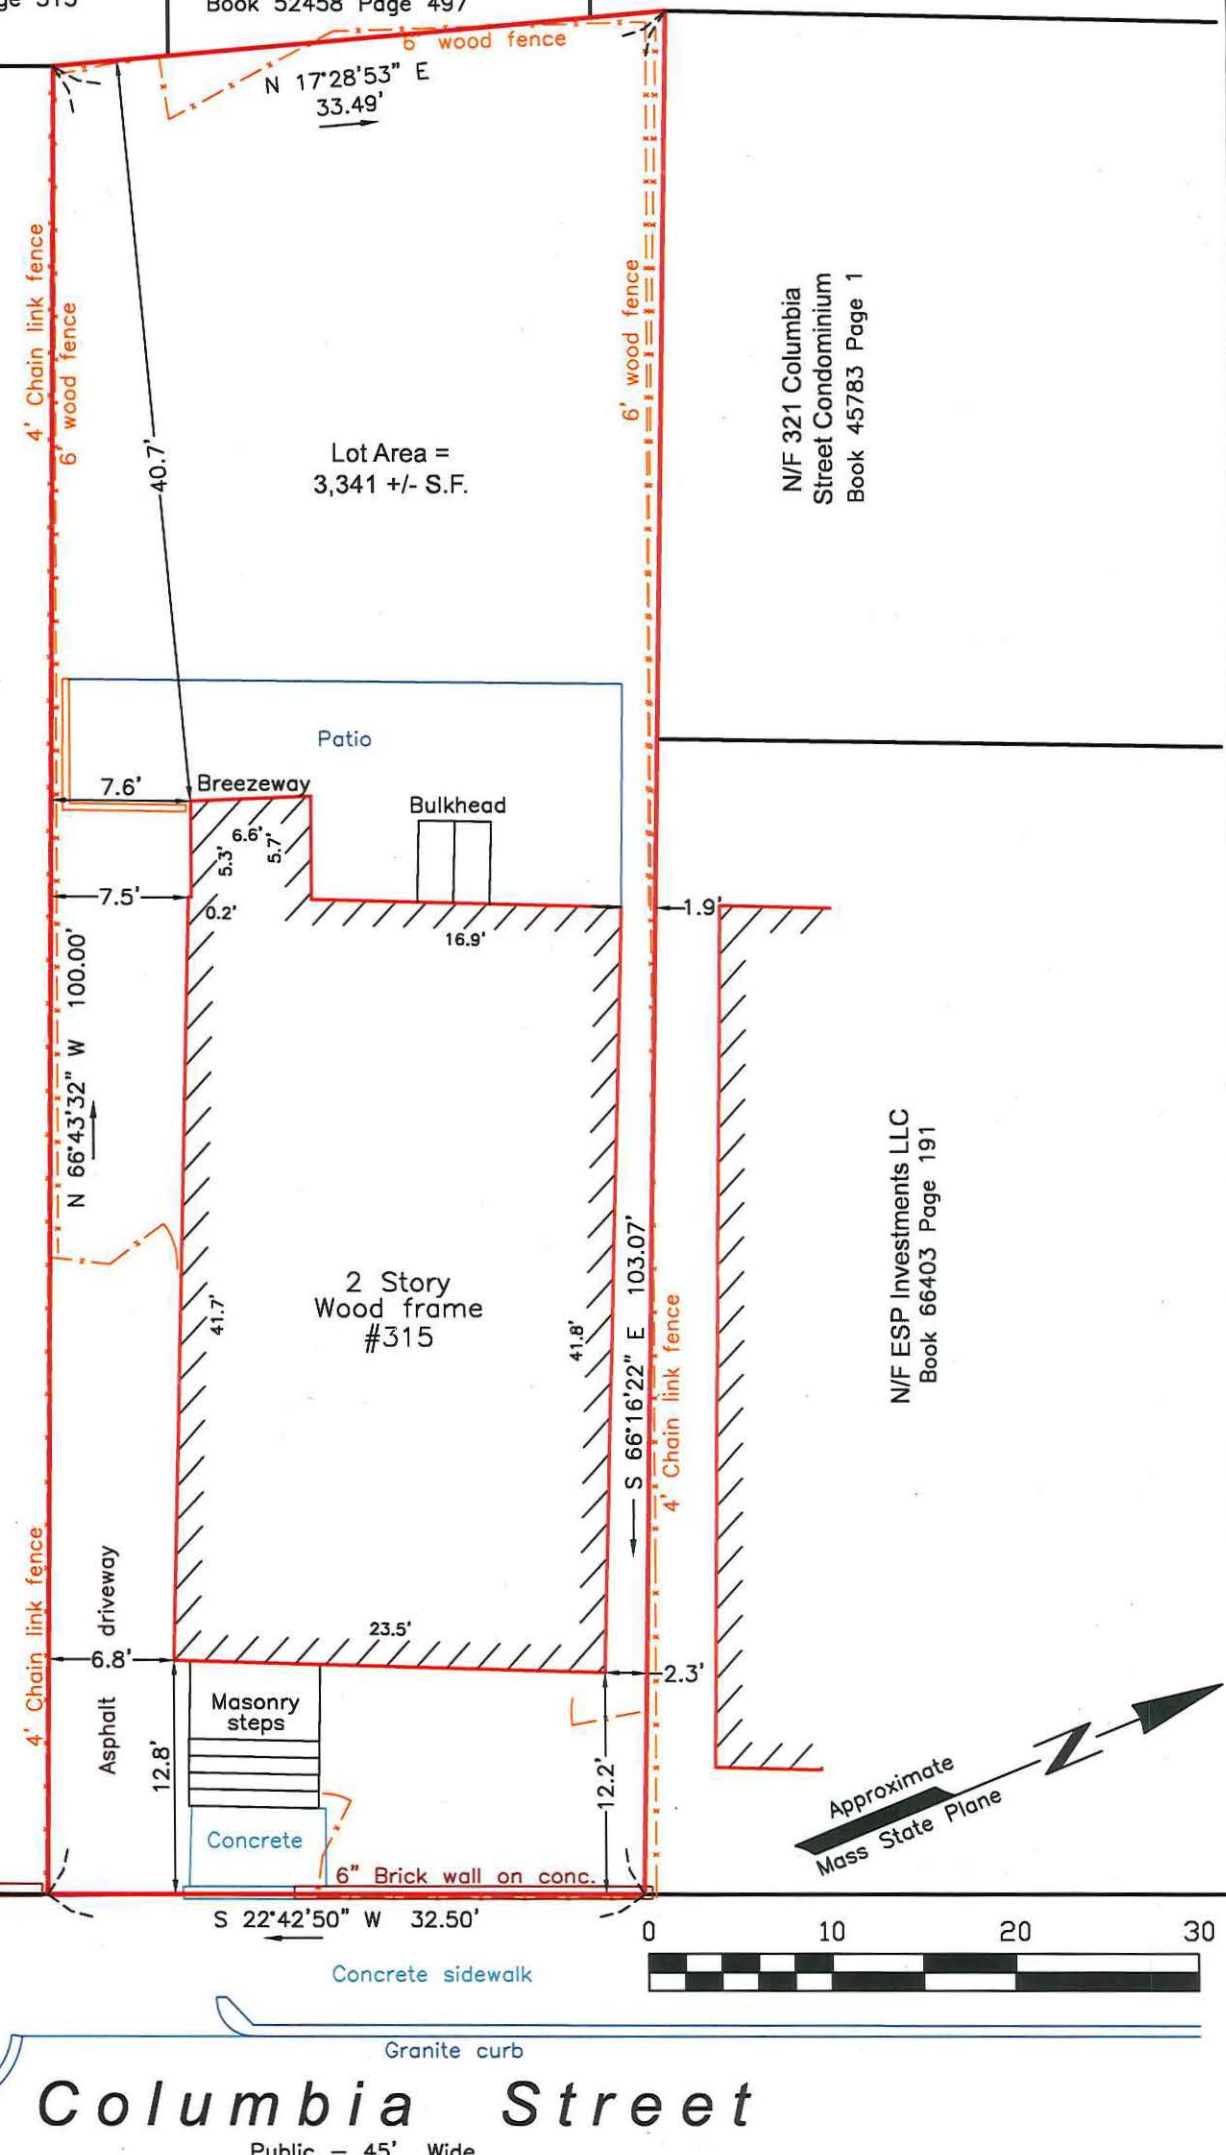 Book 52458 Page 497
6' wood fence
N 17°28'53" E
33.49'
4' Chain link fence
6' wood fence
40.7'
Lot Area =
3,341 +/- S.F.
6' wood fence
N/F 321 Columbia
Street Condominium
Book 45783 Page 1
Patio
7.6'
Breezeway
Bulkhead
6.6'
5.3'
5.7'
7.5'
0.2'
16.9'
1.9'
N 66°43'32" W 100.00'
2 Story
Wood frame
#315
41.7'
41.8'
S 66°16'22" E 103.07'
4' Chain link fence
N/F ESP Investments LLC
Book 66403 Page 191
4' Chain link fence
Asphalt driveway
23.5'
6.8'
2.3'
Masonry
steps
12.8'
12.2'
Approximate
N
Mass State Plane
Concrete
6" Brick wall on conc.
S 22°42'50" W 32.50'
0 10 20 30
Concrete sidewalk
Granite curb
Columbia Street
Public – 45' Wide